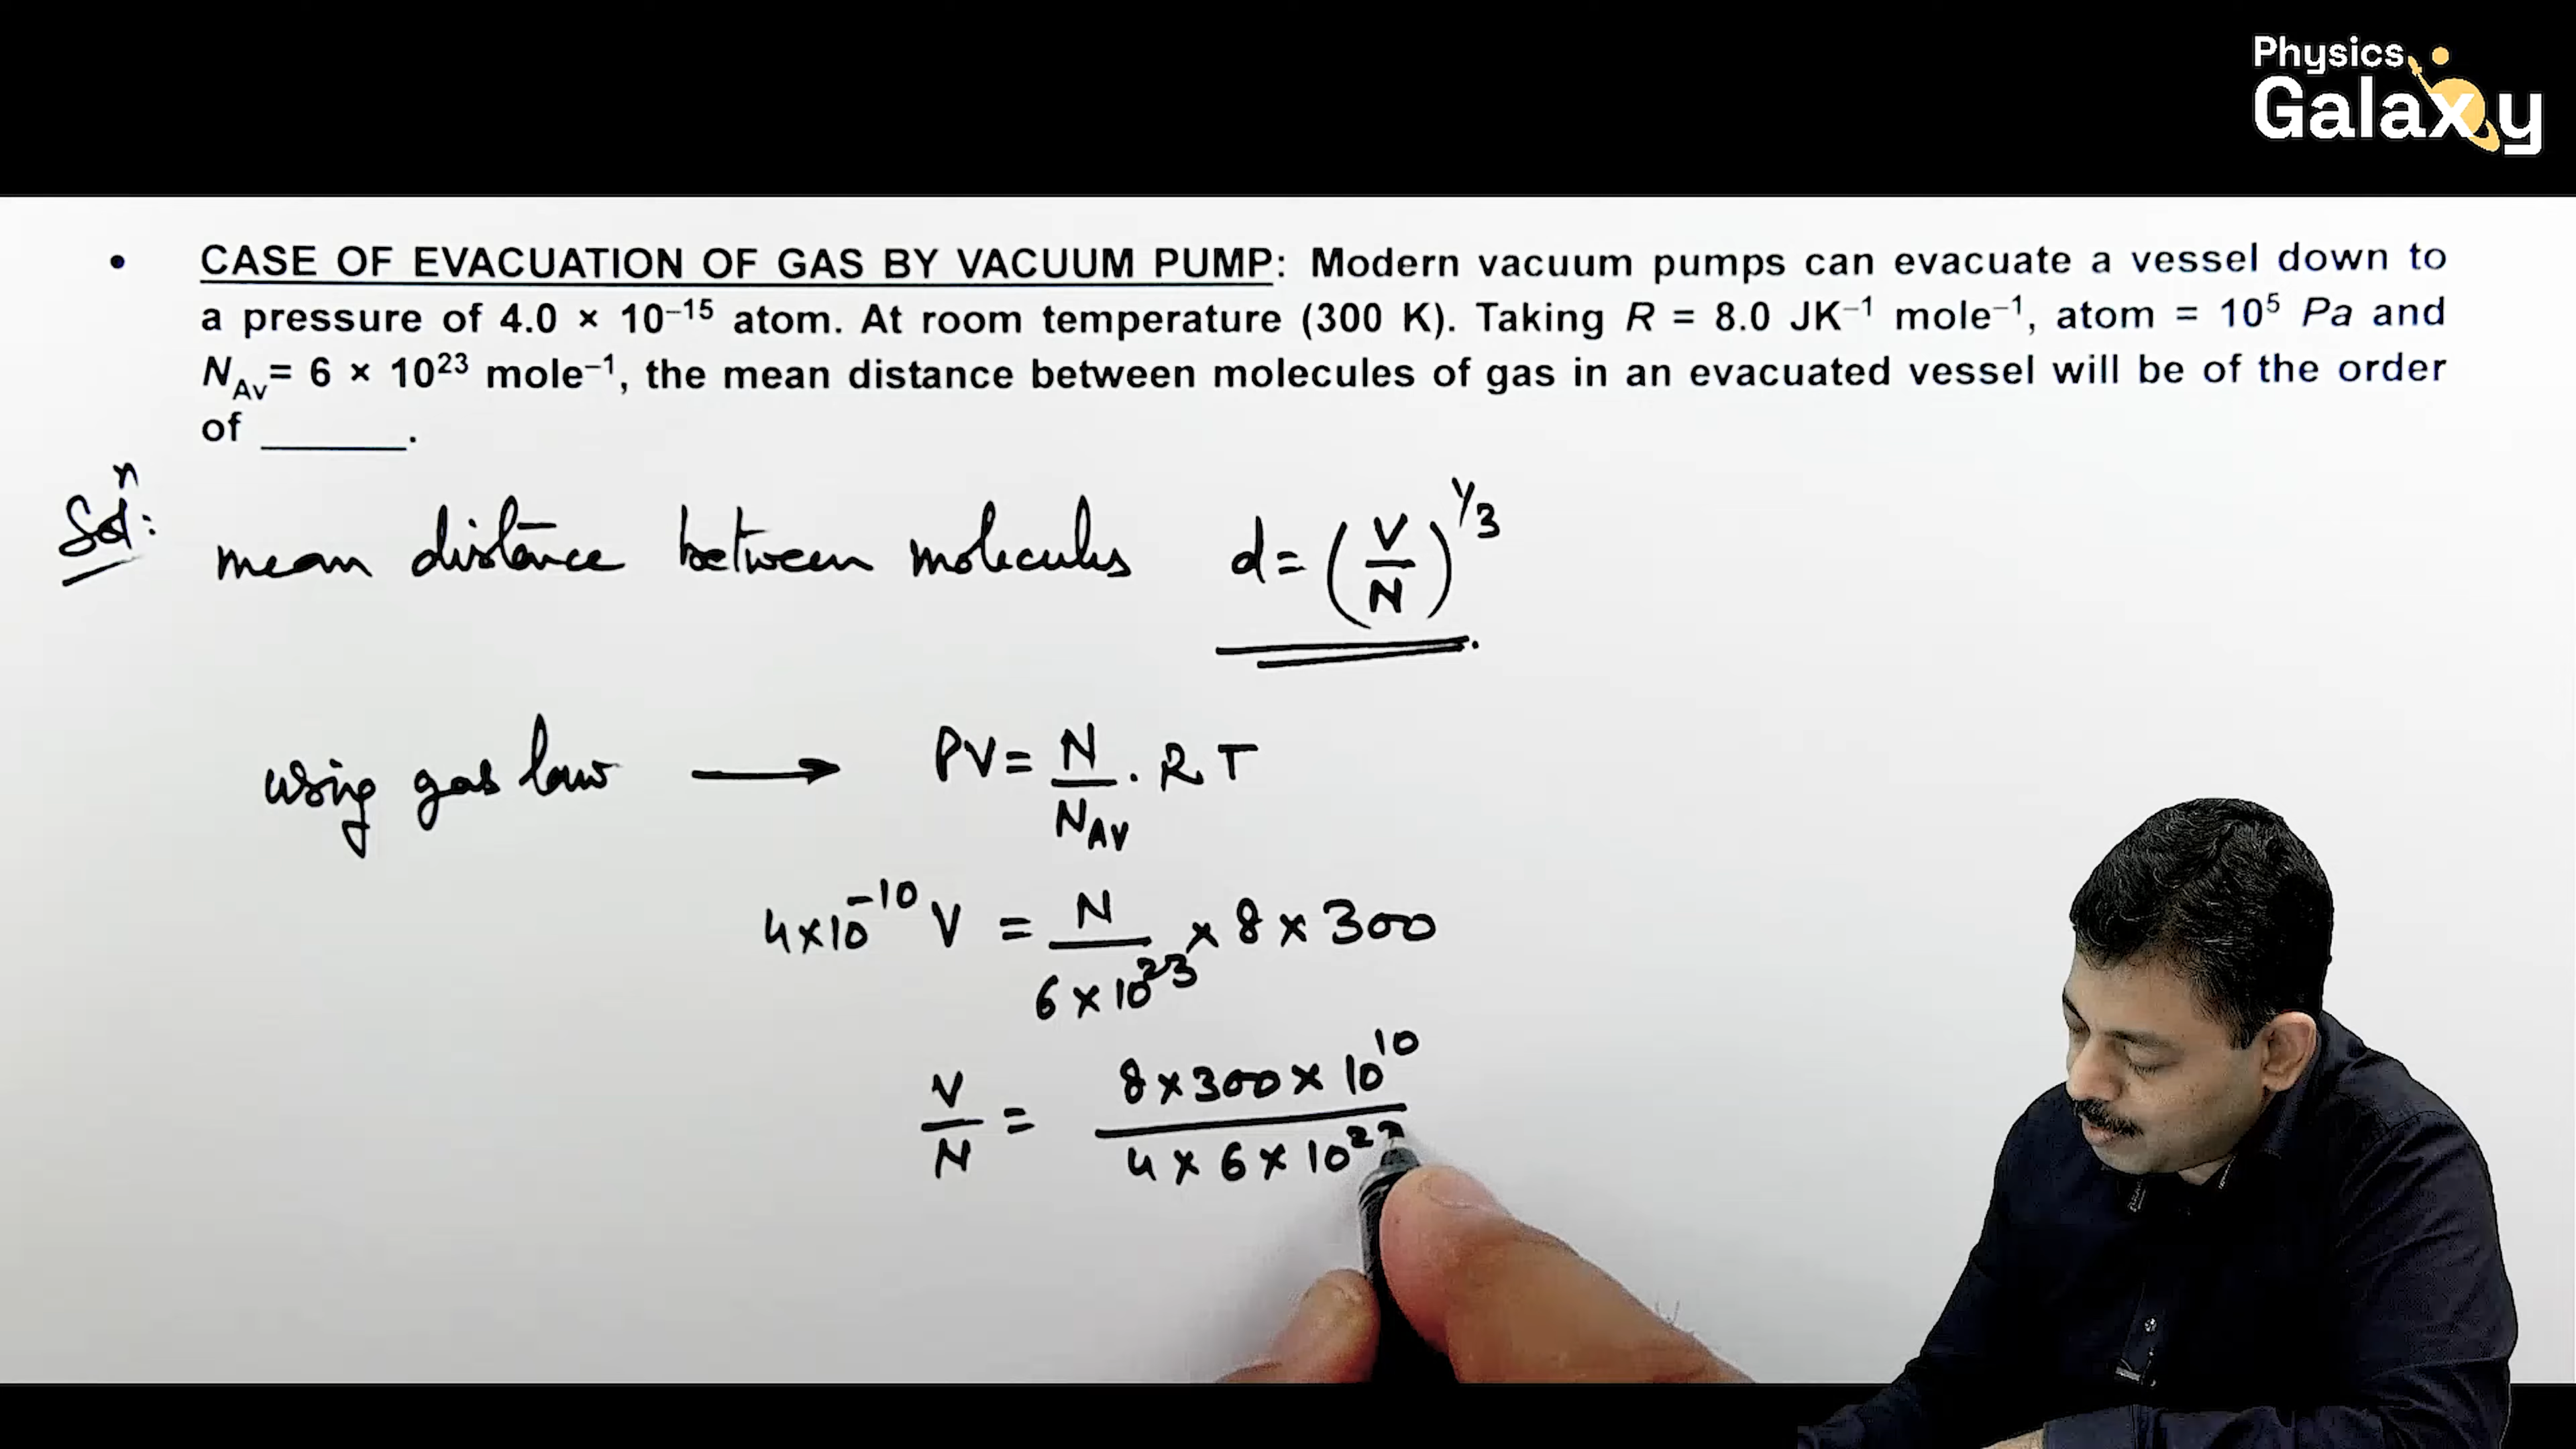 Physics
Galaxy
• CASE OF EVACUATION OF GAS BY VACUUM PUMP: Modern vacuum pumps can evacuate a vessel down to
a pressure of 4.0 × 10⁻¹⁵ atom. At room temperature (300 K). Taking R = 8.0 JK⁻¹ mole⁻¹, atom = 10⁵ Pa and
N_Av = 6 × 10²³ mole⁻¹, the mean distance between molecules of gas in an evacuated vessel will be of the order
of ______.
Solⁿ: mean distance between molecules d = (V/N)^1/3
using gas law ⟶ PV = N/N_AV . RT
4×10⁻¹⁰ V = N/(6×10²³) × 8 × 300
V/N = (8×300×10¹⁰)/(4×6×10²³)